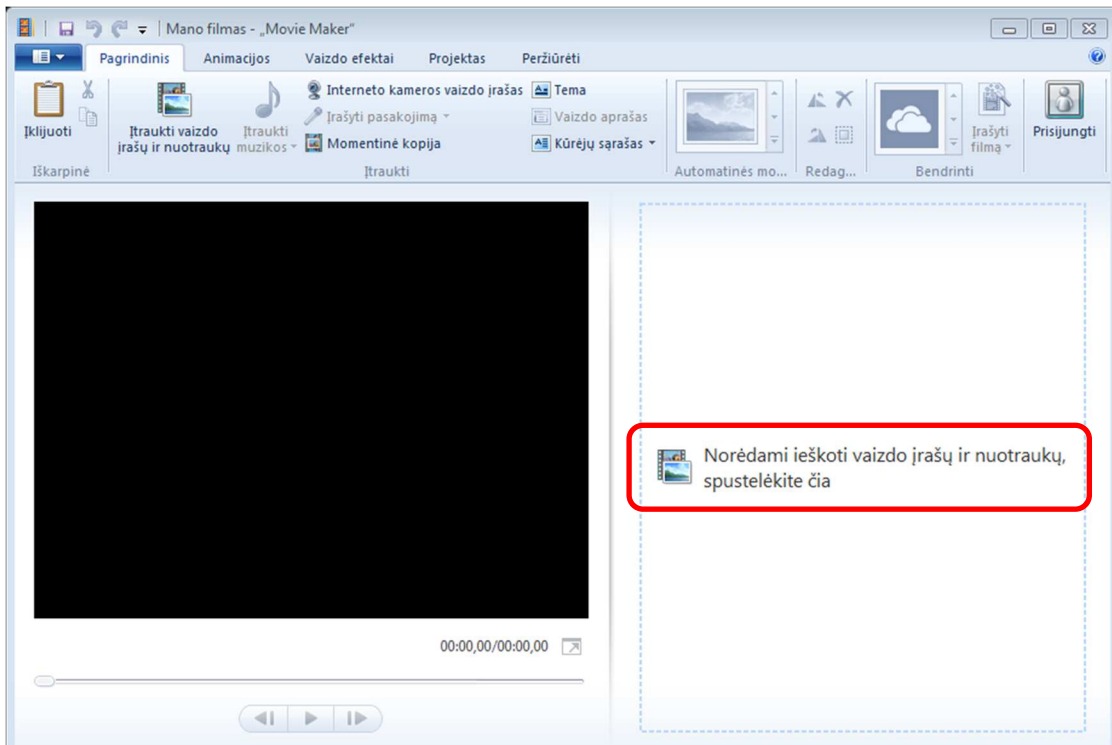 Mano filmas - „Movie Maker“
Pagrindinis Animacijos Vaizdo efektai Projektas Peržiūrėti
Įklijuoti
Iškarpinė
Įtraukti vaizdo
įrašų ir nuotraukų
Įtraukti
muzikos
Interneto kameros vaizdo įrašas
Įrašyti pasakojimą
Momentinė kopija
Tema
Vaizdo aprašas
Kūrėjų sąrašas
Įtraukti
Automatinės mo...
Redag...
Įrašyti
filmą
Bendrinti
Prisijungti
Norėdami ieškoti vaizdo įrašų ir nuotraukų,
spustelėkite čia
00:00,00/00:00,00